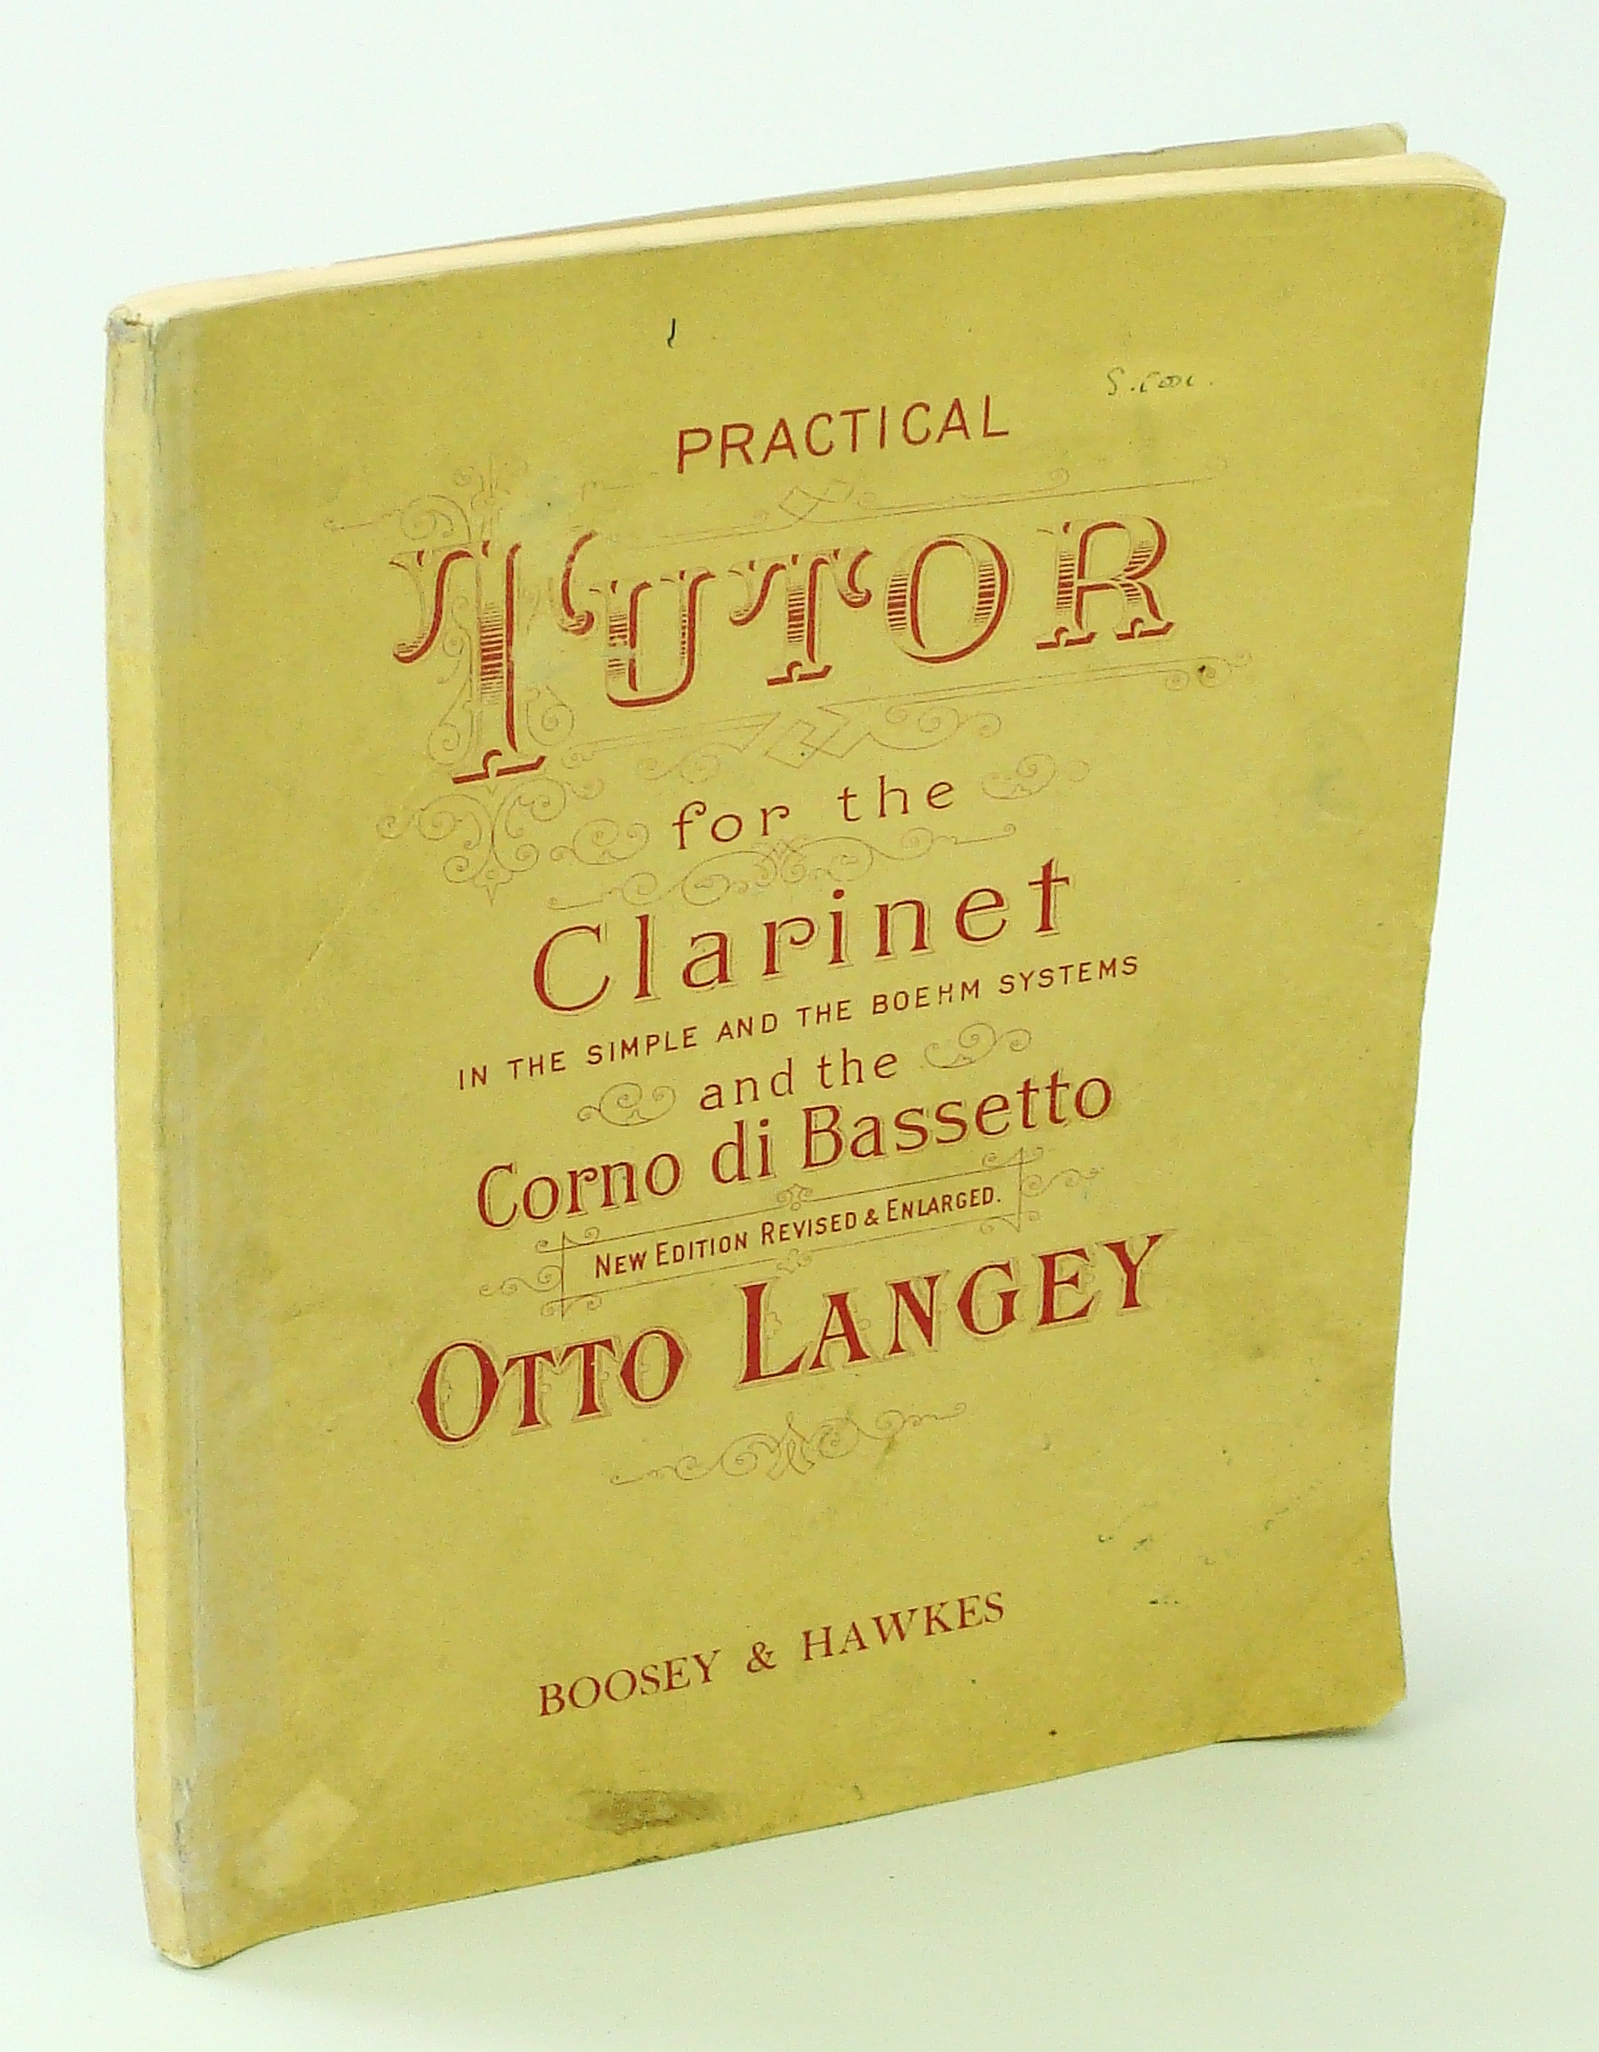 PRACTICAL
TUTOR
for the
Clarinet
IN THE SIMPLE AND THE BOEHM SYSTEMS
and the
Corno di Bassetto
NEW EDITION REVISED & ENLARGED.
OTTO LANGEY
BOOSEY & HAWKES